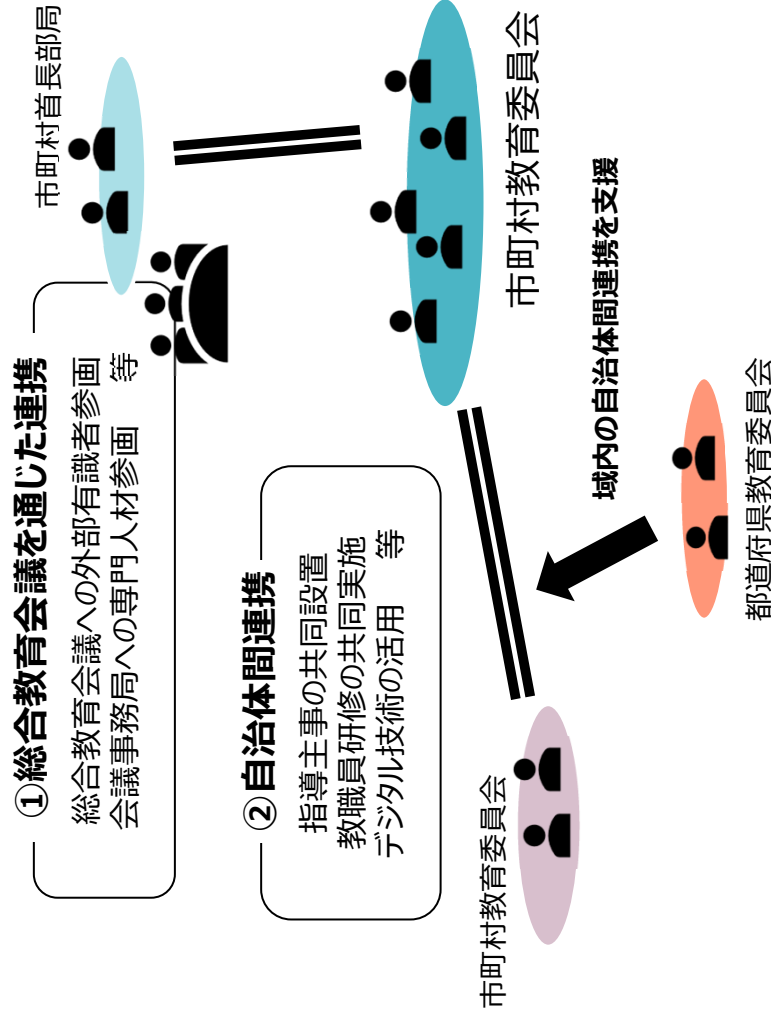 ①総合教育会議を通じた連携
総合教育会議への外部有識者参画
会議事務局への専門人材参画　等
市町村首長部局
②自治体間連携
指導主事の共同設置
教職員研修の共同実施
デジタル技術の活用　等
市町村教育委員会
市町村教育委員会
域内の自治体間連携を支援
都道府県教育委員会